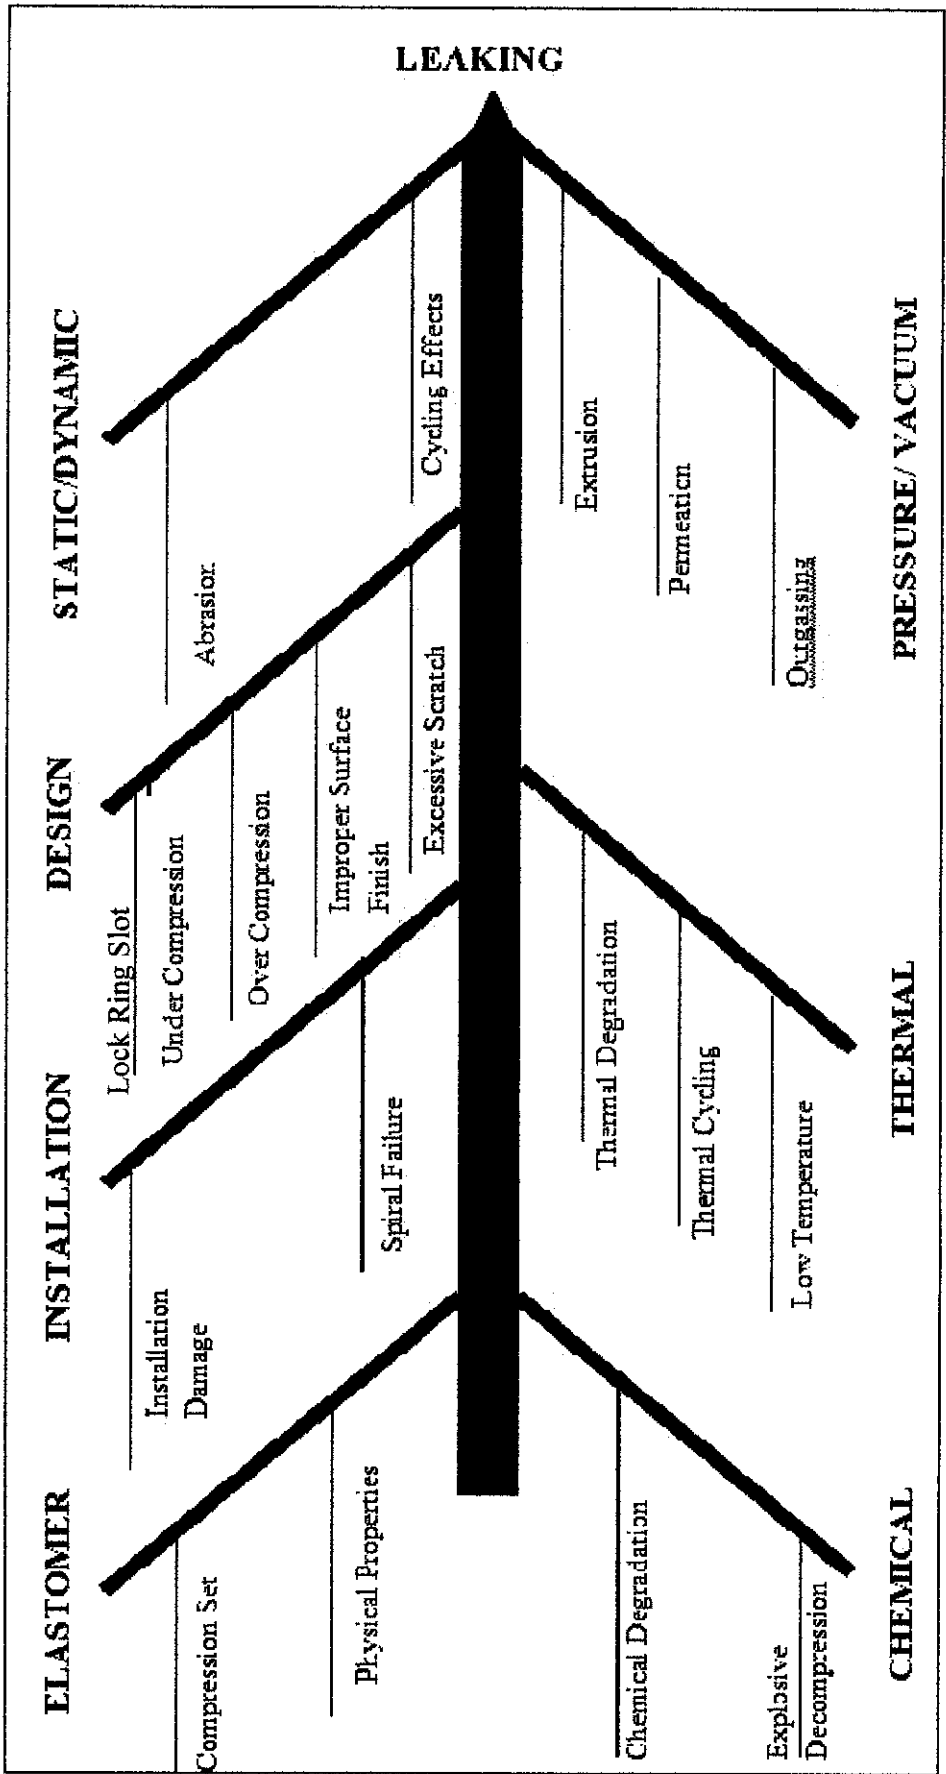 LEAKING
ELASTOMER
Compression Set
Physical Properties
INSTALLATION
Installation
Damage
Spiral Failure
DESIGN
Lock Ring Slot
Under Compression
Over Compression
Improper Surface
Finish
Excessive Scratch
STATIC/DYNAMIC
Abrasion
Cycling Effects
CHEMICAL
Chemical Degradation
Explosive
Decompression
THERMAL
Thermal Degradation
Thermal Cycling
Low Temperature
PRESSURE/ VACUUM
Extrusion
Permeation
Outgassing